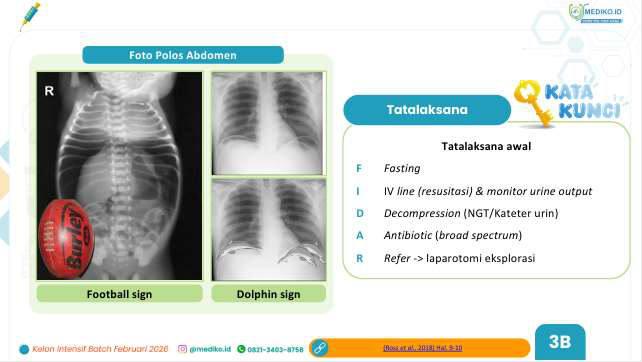 MEDIKO.ID
Foto Polos Abdomen
R
Burley
Football sign
Dolphin sign
KATA
KUNCI
Tatalaksana
Tatalaksana awal
F Fasting
I IV line (resusitasi) & monitor urine output
D Decompression (NGT/Kateter urin)
A Antibiotic (broad spectrum)
R Refer -> laparotomi eksplorasi
3B
Kelon Intensif Batch Februari 2026
@mediko.id
0821-3403-8758
(Ross et al., 2018) Hal. 9-10